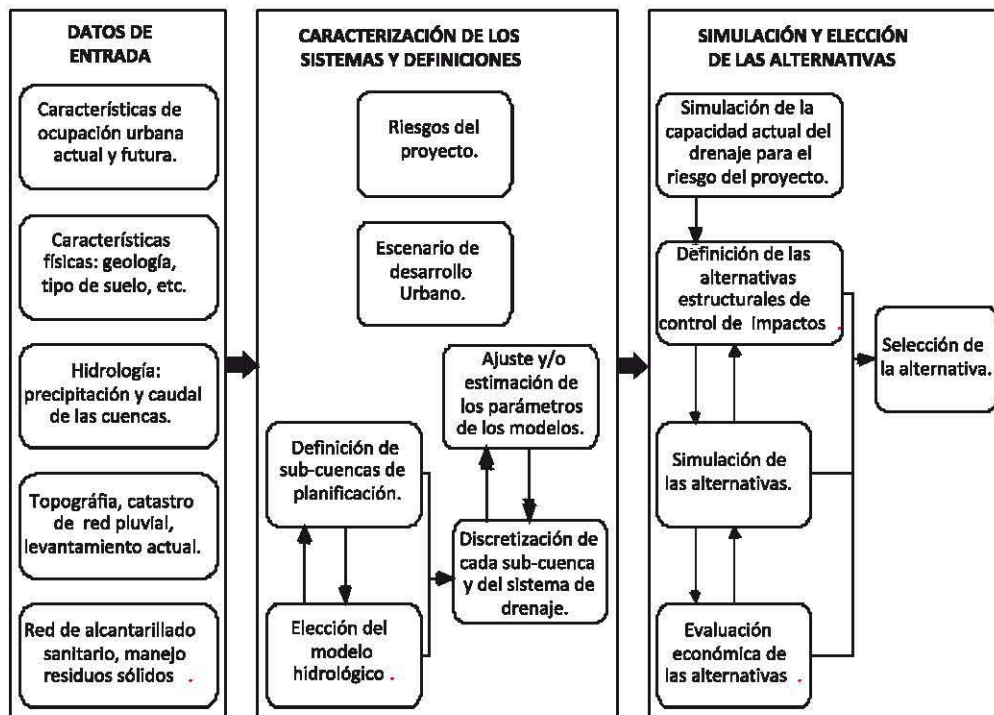 DATOS DE
ENTRADA
Características de
ocupación urbana
actual y futura.
Características
físicas: geología,
tipo de suelo, etc.
Hidrología:
precipitación y caudal
de las cuencas.
Topográfia, catastro
de red pluvial,
levantamiento actual.
Red de alcantarillado
sanitario, manejo
residuos sólidos .
CARACTERIZACIÓN DE LOS
SISTEMAS Y DEFINICIONES
Riesgos del
proyecto.
Escenario de
desarrollo
Urbano.
Ajuste y/o
estimación de
los parámetros
de los modelos.
Definición de
sub-cuencas de
planificación.
Discretización de
cada sub-cuenca
y del sistema de
drenaje.
Elección del
modelo
hidrológico .
SIMULACIÓN Y ELECCIÓN
DE LAS ALTERNATIVAS
Simulación de la
capacidad actual del
drenaje para el
riesgo del proyecto.
Definición de las
alternativas
estructurales de
control de impactos .
Selección de
la alternativa.
Simulación de
las alternativas.
Evaluación
económica de
las alternativas .